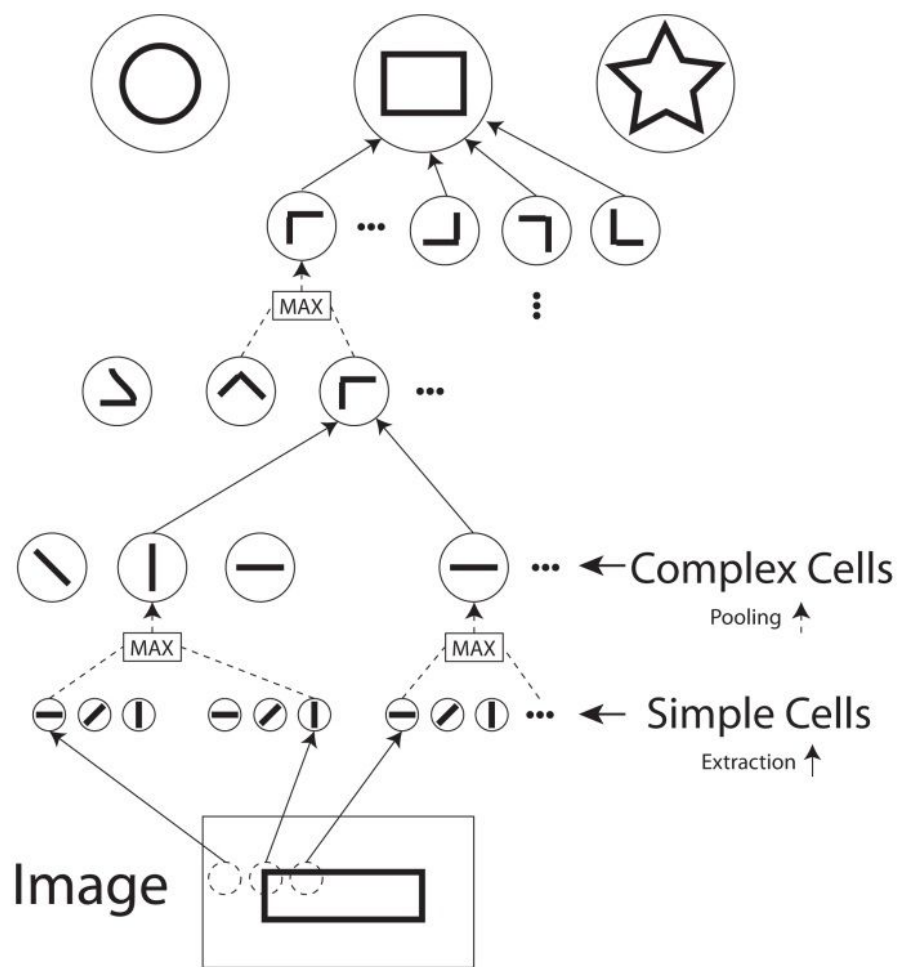 MAX
Complex Cells
Pooling
MAX
MAX
Simple Cells
Extraction
Image